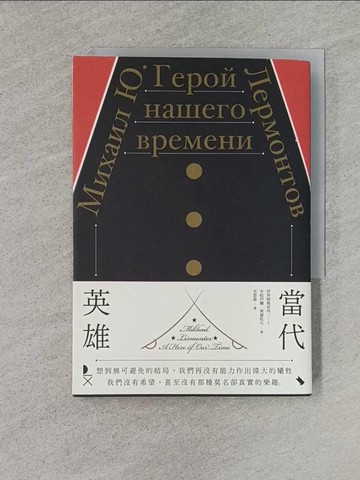 Михаил Ю.
Герой
нашего
времени
Лермонтов
當代
英雄
Mikhail
Lermontov
A Hero of Our Time
想到無可避免的結局，我們再沒有能力作出偉大的犧牲
我們沒有希望，甚至沒有那種莫名卻真實的樂趣。